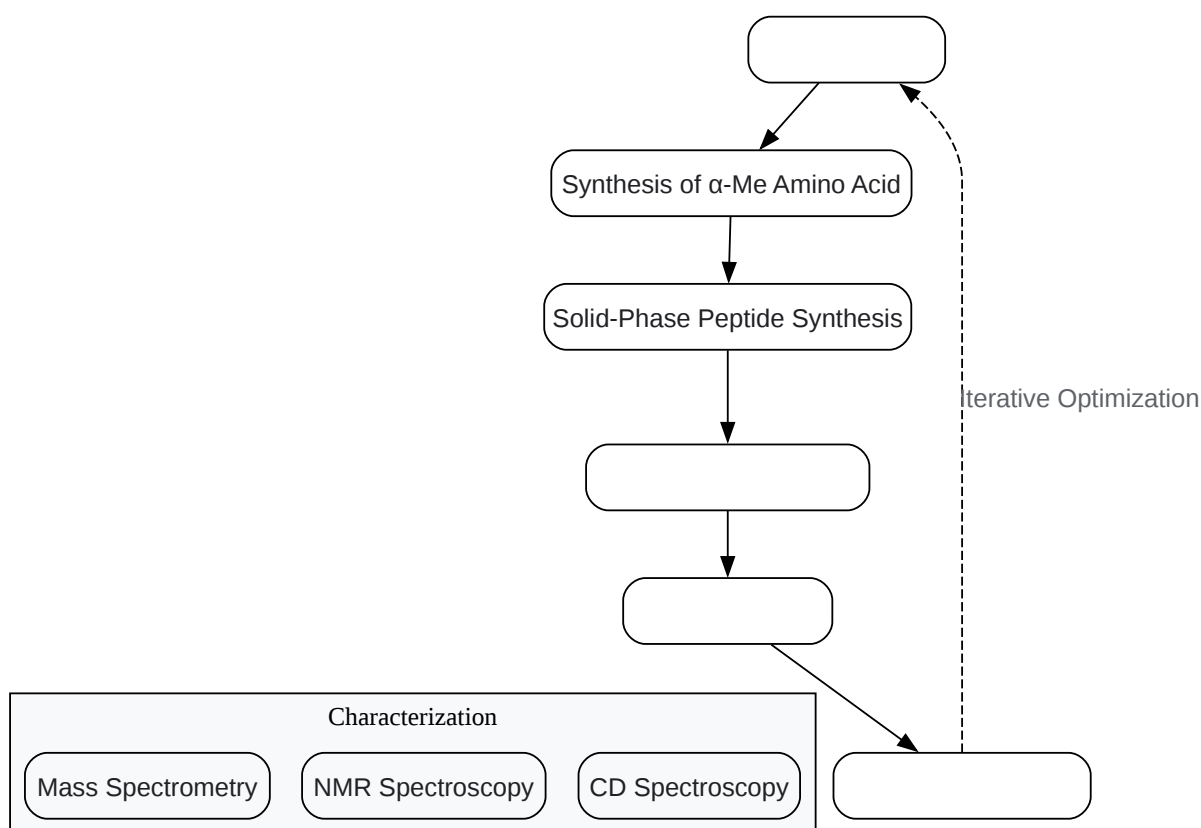 Synthesis of α-Me Amino Acid
Solid-Phase Peptide Synthesis
Iterative Optimization
Characterization
Mass Spectrometry
NMR Spectroscopy
CD Spectroscopy